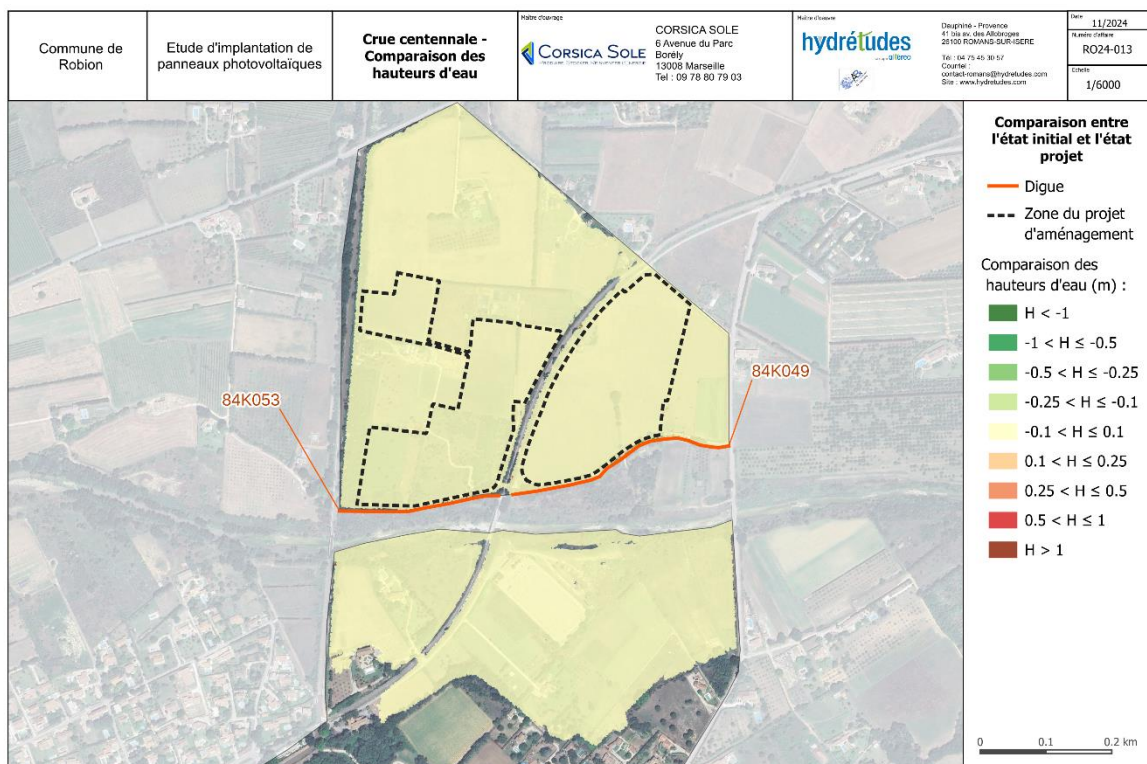 Commune de
Robion
Etude d'implantation de
panneaux photovoltaïques
Crue centennale -
Comparaison des
hauteurs d'eau
Maître d'ouvrage
CORSICA SOLE
CORSICA SOLE
6 Avenue du Parc
Borély
13008 Marseille
Tel : 09 78 80 79 03
Maître d'oeuvre
hydrétudes
Dauphiné - Provence
41 bis av. des Allobroges
26100 ROMANS-SUR-ISERE
Tél : 04 75 45 30 57
Courriel :
contact-romans@hydretudes.com
Site : www.hydretudes.com
Date
11/2024
Numéro d'affaire
RO24-013
Echelle
1/6000
Comparaison entre
l'état initial et l'état
projet
Digue
Zone du projet
d'aménagement
Comparaison des
hauteurs d'eau (m) :
H < -1
-1 < H ≤ -0.5
-0.5 < H ≤ -0.25
-0.25 < H ≤ -0.1
-0.1 < H ≤ 0.1
0.1 < H ≤ 0.25
0.25 < H ≤ 0.5
0.5 < H ≤ 1
H > 1
84K053
84K049
0 0.1 0.2 km